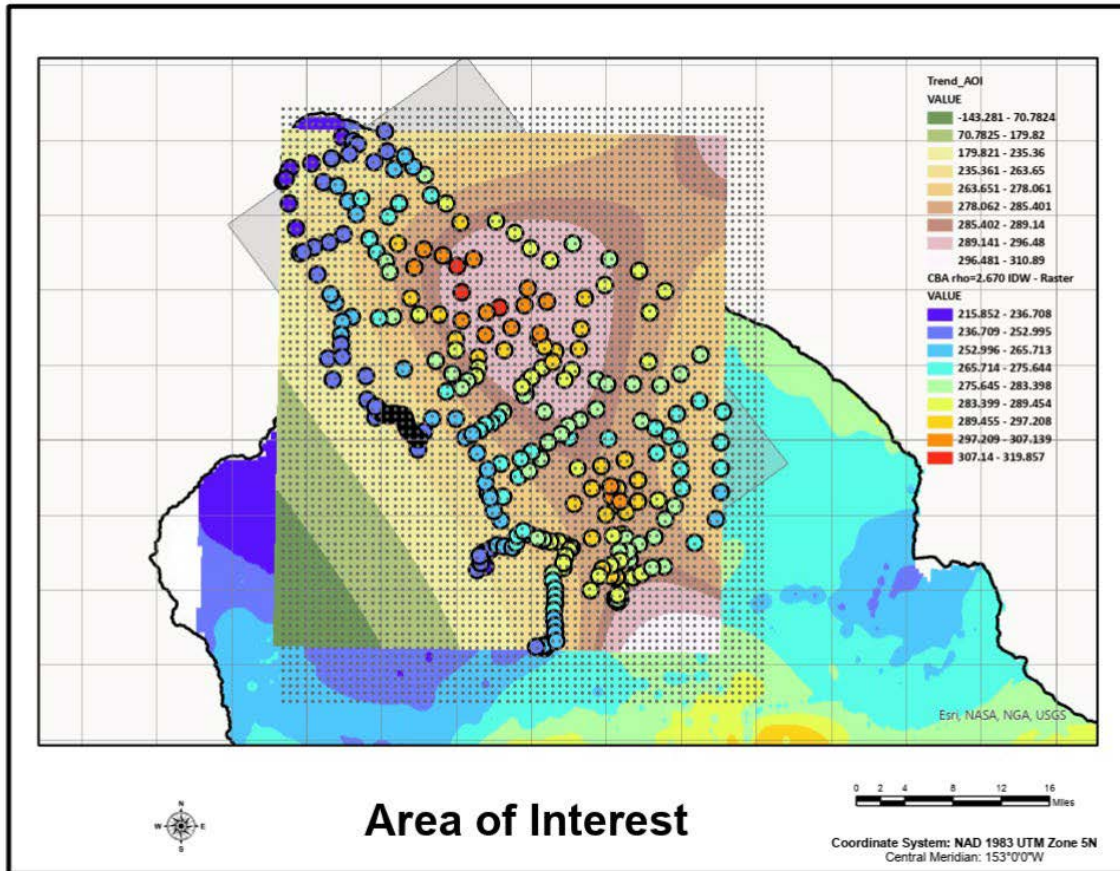 Trend_AOI
VALUE
-143.281 - 70.7824
70.7825 - 179.82
179.821 - 235.36
235.361 - 263.65
263.651 - 278.061
278.062 - 285.401
285.402 - 289.14
289.141 - 296.48
296.481 - 310.89
CBA rho=2.670 IDW - Raster
VALUE
215.852 - 236.708
236.709 - 252.995
252.996 - 265.713
265.714 - 275.644
275.645 - 283.398
283.399 - 289.454
289.455 - 297.208
297.209 - 307.139
307.14 - 319.857
Esri, NASA, NGA, USGS
N
W E
S
Area of Interest
0 2 4 8 12 16
Miles
Coordinate System: NAD 1983 UTM Zone 5N
Central Meridian: 153°0'0"W